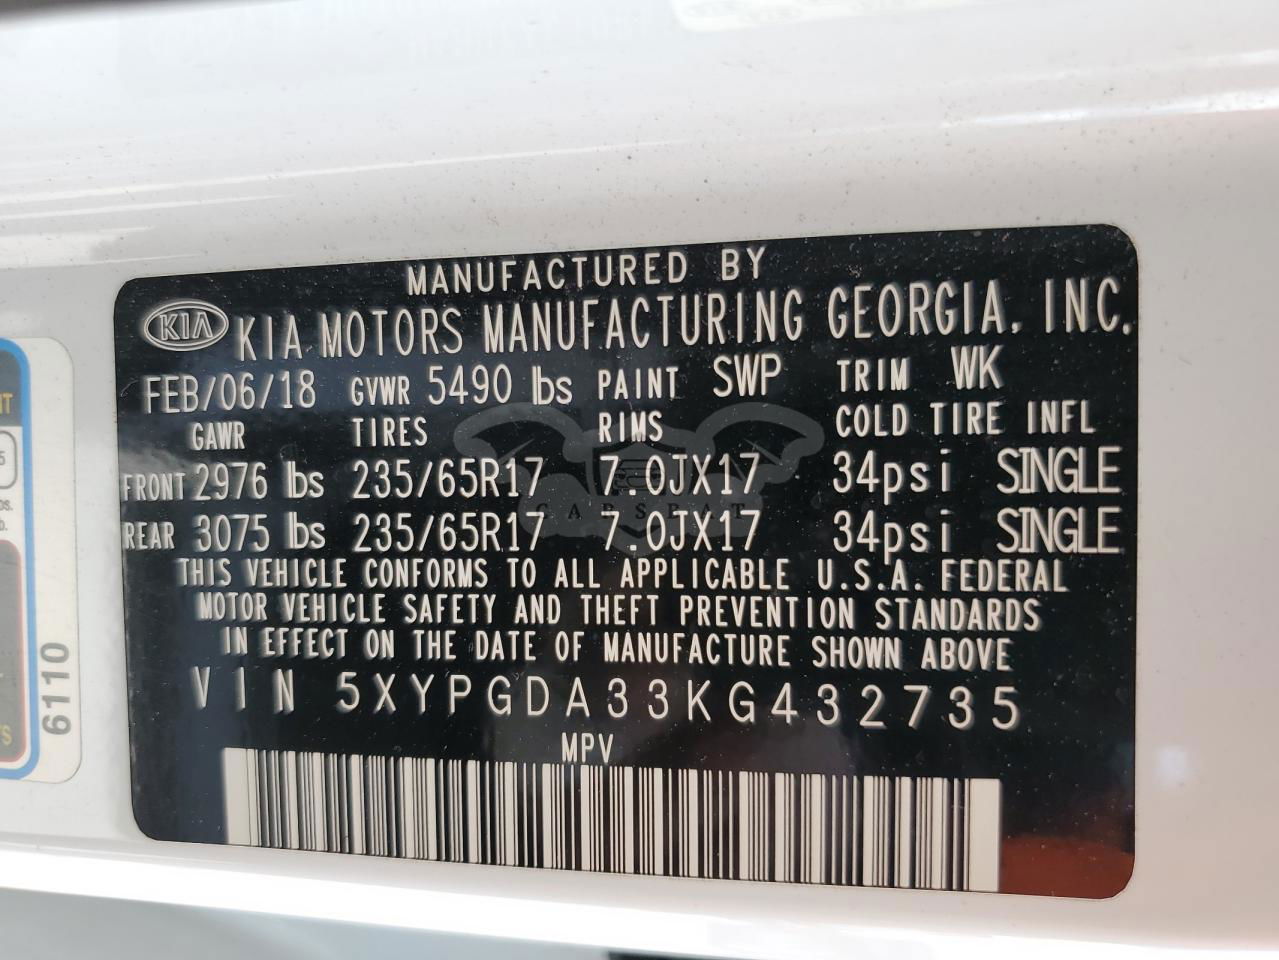 MANUFACTURED BY
KIA KIA MOTORS MANUFACTURING GEORGIA, INC.
FEB/06/18 GVWR 5490 lbs PAINT SWP TRIM WK
GAWR TIRES RIMS COLD TIRE INFL
FRONT 2976 lbs 235/65R17 7.0JX17 34psi SINGLE
CARSBAT
REAR 3075 lbs 235/65R17 7.0JX17 34psi SINGLE
THIS VEHICLE CONFORMS TO ALL APPLICABLE U.S.A. FEDERAL
MOTOR VEHICLE SAFETY AND THEFT PREVENTION STANDARDS
IN EFFECT ON THE DATE OF MANUFACTURE SHOWN ABOVE
VIN 5XYPGDA33KG432735
MPV
6110